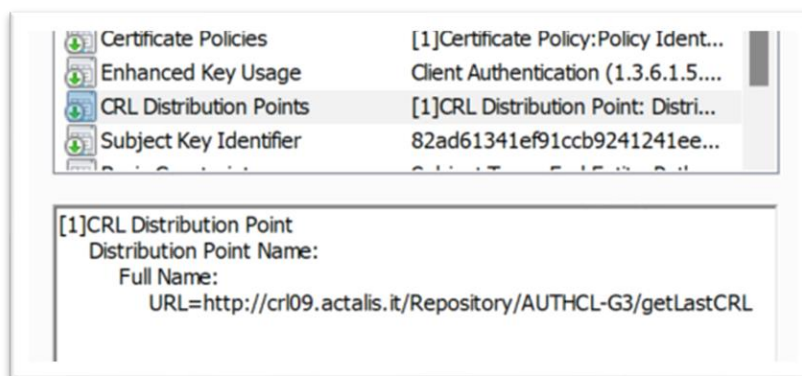 Certificate Policies [1]Certificate Policy:Policy Ident...
Enhanced Key Usage Client Authentication (1.3.6.1.5....
CRL Distribution Points [1]CRL Distribution Point: Distri...
Subject Key Identifier 82ad61341ef91ccb9241241ee...
[1]CRL Distribution Point
Distribution Point Name:
Full Name:
URL=http://crl09.actalis.it/Repository/AUTHCL-G3/getLastCRL